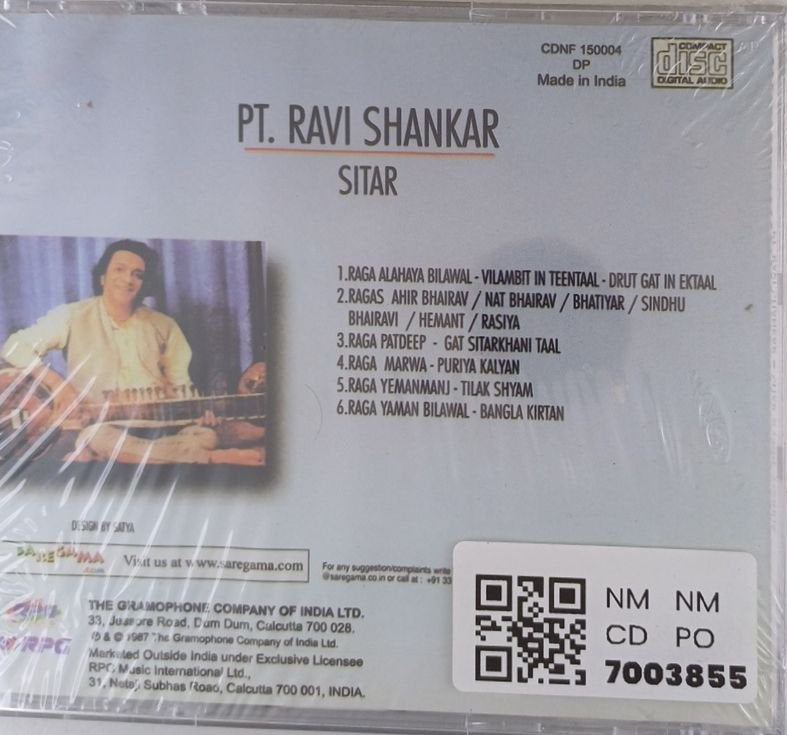 CDNF 150004
DP
Made in India
COMPACT
disc
DIGITAL AUDIO
PT. RAVI SHANKAR
SITAR
1.RAGA ALAHAYA BILAWAL - VILAMBIT IN TEENTAAL - DRUT GAT IN EKTAAL
2.RAGAS AHIR BHAIRAV / NAT BHAIRAV / BHATIYAR / SINDHU
BHAIRAVI / HEMANT / RASIYA
3.RAGA PATDEEP - GAT SITARKHANI TAAL
4.RAGA MARWA - PURIYA KALYAN
5.RAGA YEMANMANJ - TILAK SHYAM
6.RAGA YAMAN BILAWAL - BANGLA KIRTAN
DESIGN BY SATYA
SAREGAMA
.com
Visit us at www.saregama.com
For any suggestion/complaints write
@saregama.co.in or call at : +91 33
THE GRAMOPHONE COMPANY OF INDIA LTD.
33, Jessore Road, Dum Dum, Calcutta 700 028.
℗ & © 1987 The Gramophone Company of India Ltd.
Marketed Outside India under Exclusive Licensee
RPG Music International Ltd.,
31, Netaji Subhas Road, Calcutta 700 001, INDIA.
RPG
NM NM
CD PO
7003855